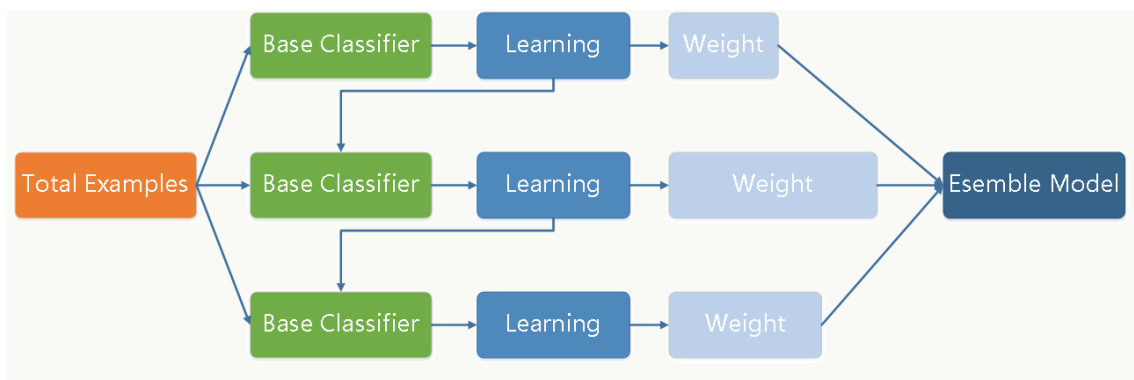 Base Classifier
Learning
Weight
Total Examples
Base Classifier
Learning
Weight
Esemble Model
Base Classifier
Learning
Weight